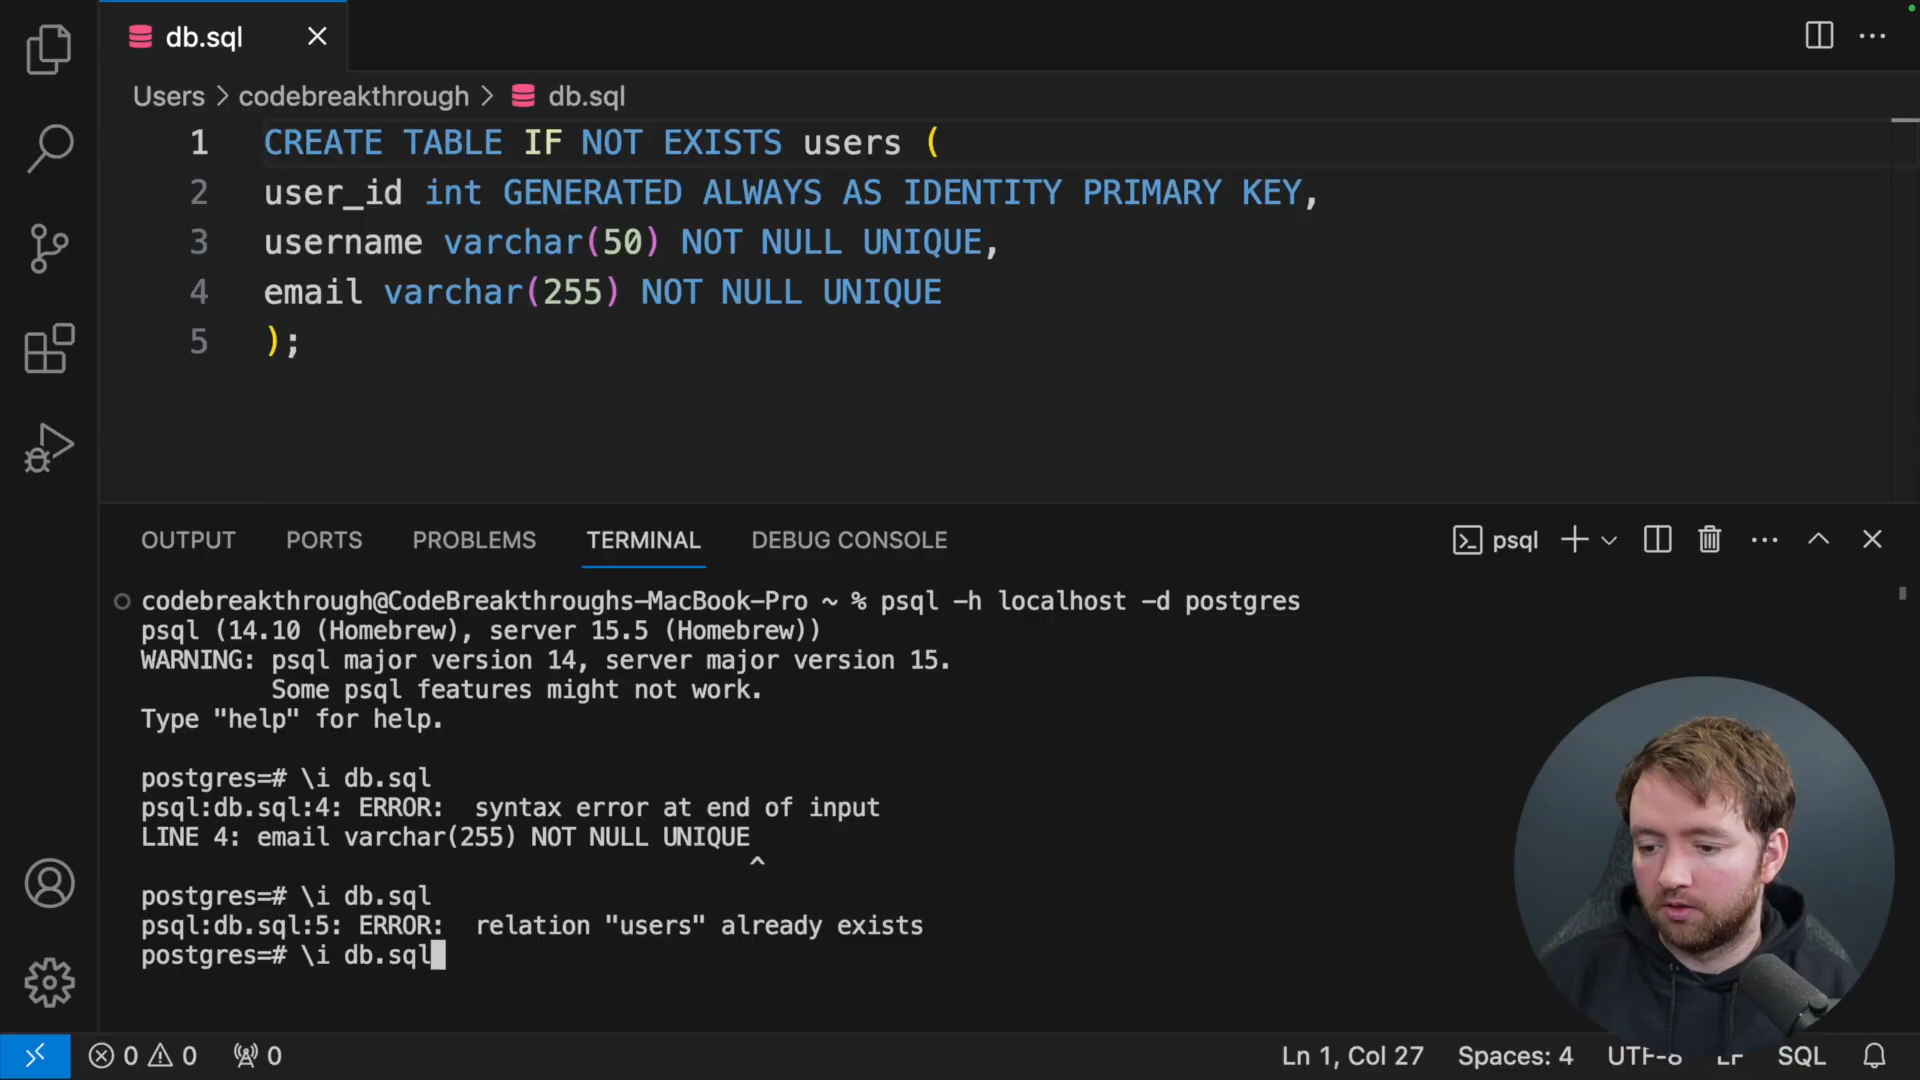 db.sql
Users > codebreakthrough > db.sql
1 CREATE TABLE IF NOT EXISTS users (
2 user_id int GENERATED ALWAYS AS IDENTITY PRIMARY KEY,
3 username varchar(50) NOT NULL UNIQUE,
4 email varchar(255) NOT NULL UNIQUE
5 );
OUTPUT PORTS PROBLEMS TERMINAL DEBUG CONSOLE psql
codebreakthrough@CodeBreakthroughs-MacBook-Pro ~ % psql -h localhost -d postgres
psql (14.10 (Homebrew), server 15.5 (Homebrew))
WARNING: psql major version 14, server major version 15.
Some psql features might not work.
Type "help" for help.
postgres=# \i db.sql
psql:db.sql:4: ERROR:  syntax error at end of input
LINE 4: email varchar(255) NOT NULL UNIQUE
^
postgres=# \i db.sql
psql:db.sql:5: ERROR:  relation "users" already exists
postgres=# \i db.sql
0 0 0 Ln 1, Col 27 Spaces: 4 UTF-8 LF SQL